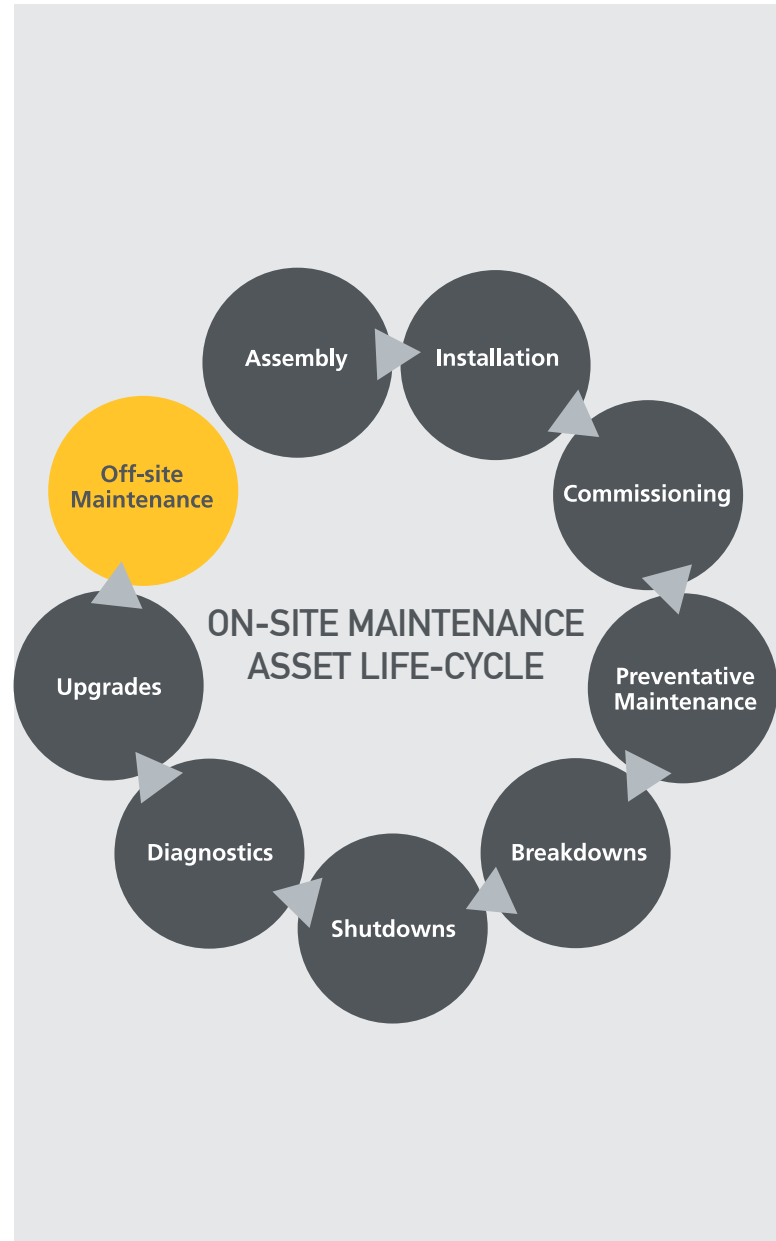 Assembly
Installation
Commissioning
Preventative
Maintenance
Breakdowns
Shutdowns
Diagnostics
Upgrades
Off-site
Maintenance
ON-SITE MAINTENANCE
ASSET LIFE-CYCLE